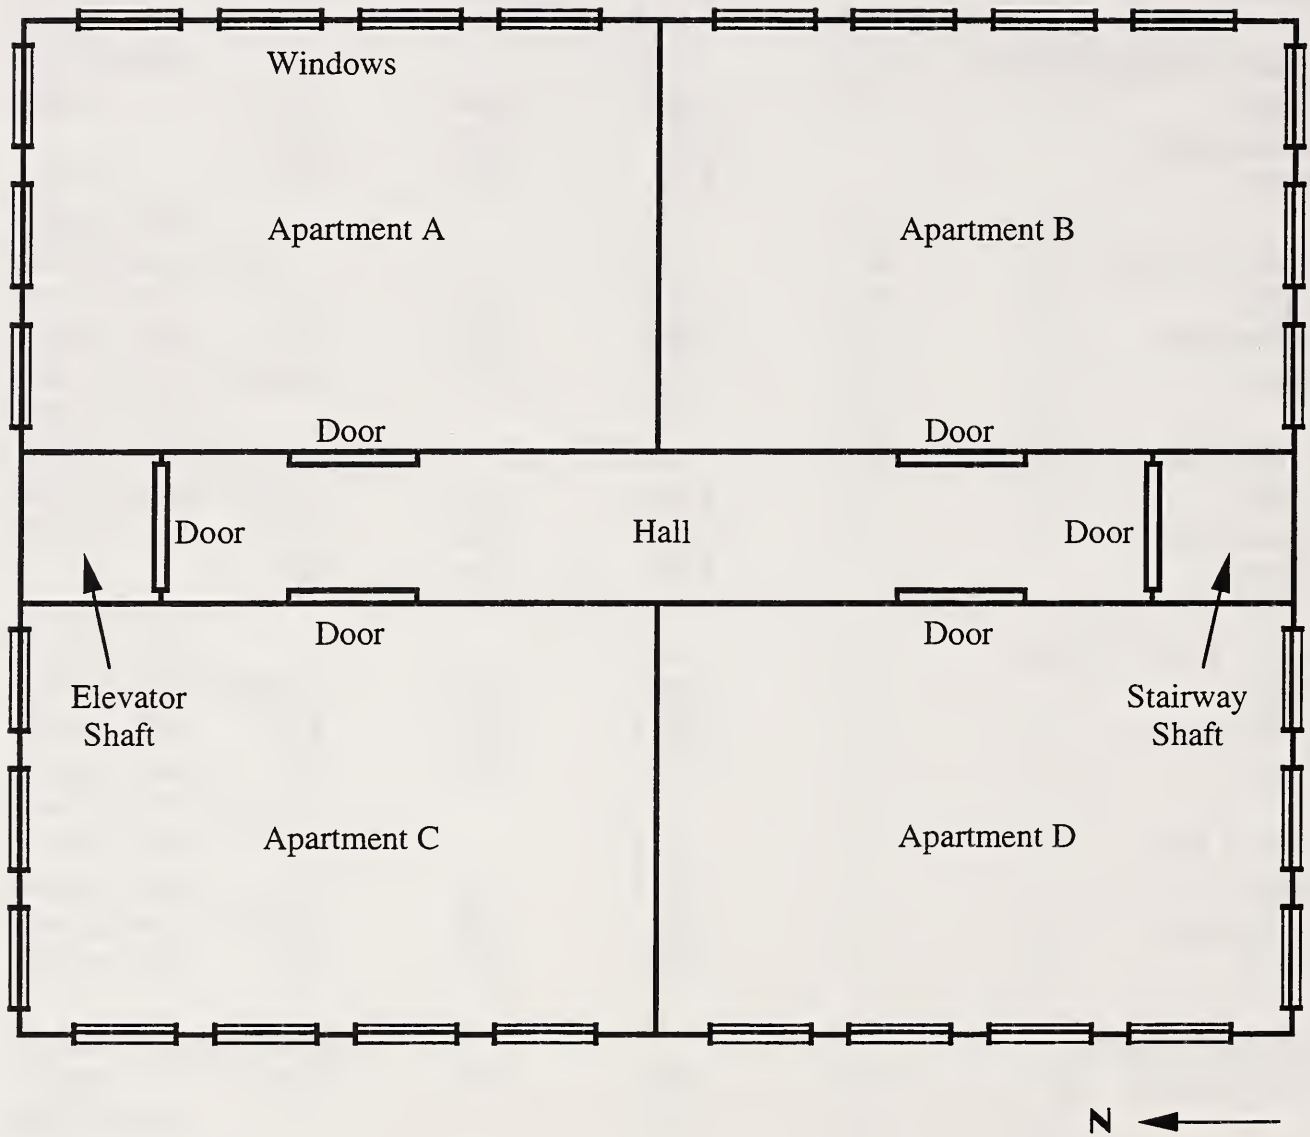 Windows
Apartment A
Apartment B
Door
Door
Door
Hall
Door
Door
Door
Elevator
Shaft
Stairway
Shaft
Apartment C
Apartment D
N